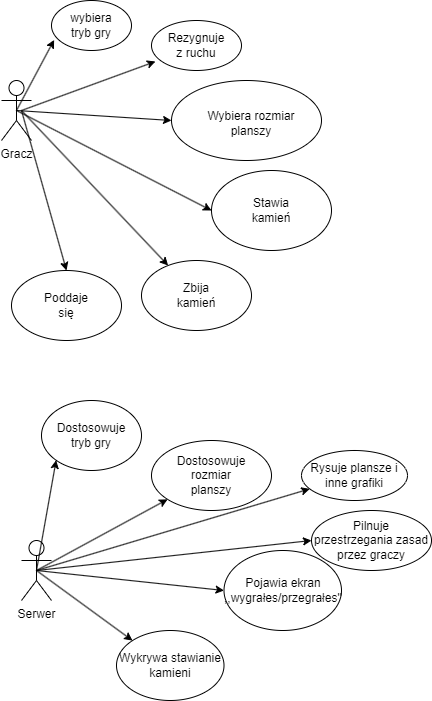 wybiera
tryb gry
Rezygnuje
z ruchu
Wybiera rozmiar
planszy
Gracz
Stawia
kamień
Zbija
kamień
Poddaje
się
Dostosowuje
tryb gry
Dostosowuje
rozmiar
planszy
Rysuje plansze i
inne grafiki
Pilnuje
przestrzegania zasad
przez graczy
Pojawia ekran
,,wygrałes/przegrałes"
Serwer
Wykrywa stawianie
kamieni